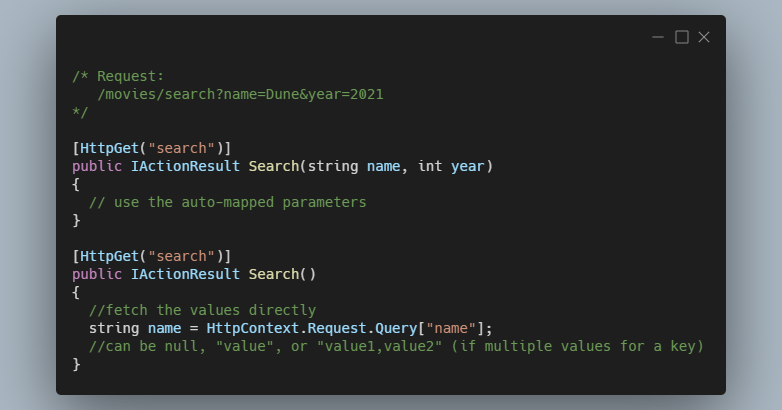 /* Request:
   /movies/search?name=Dune&year=2021
*/

[HttpGet("search")]
public IActionResult Search(string name, int year)
{
  // use the auto-mapped parameters
}

[HttpGet("search")]
public IActionResult Search()
{
  //fetch the values directly
  string name = HttpContext.Request.Query["name"];
  //can be null, "value", or "value1,value2" (if multiple values for a key)
}